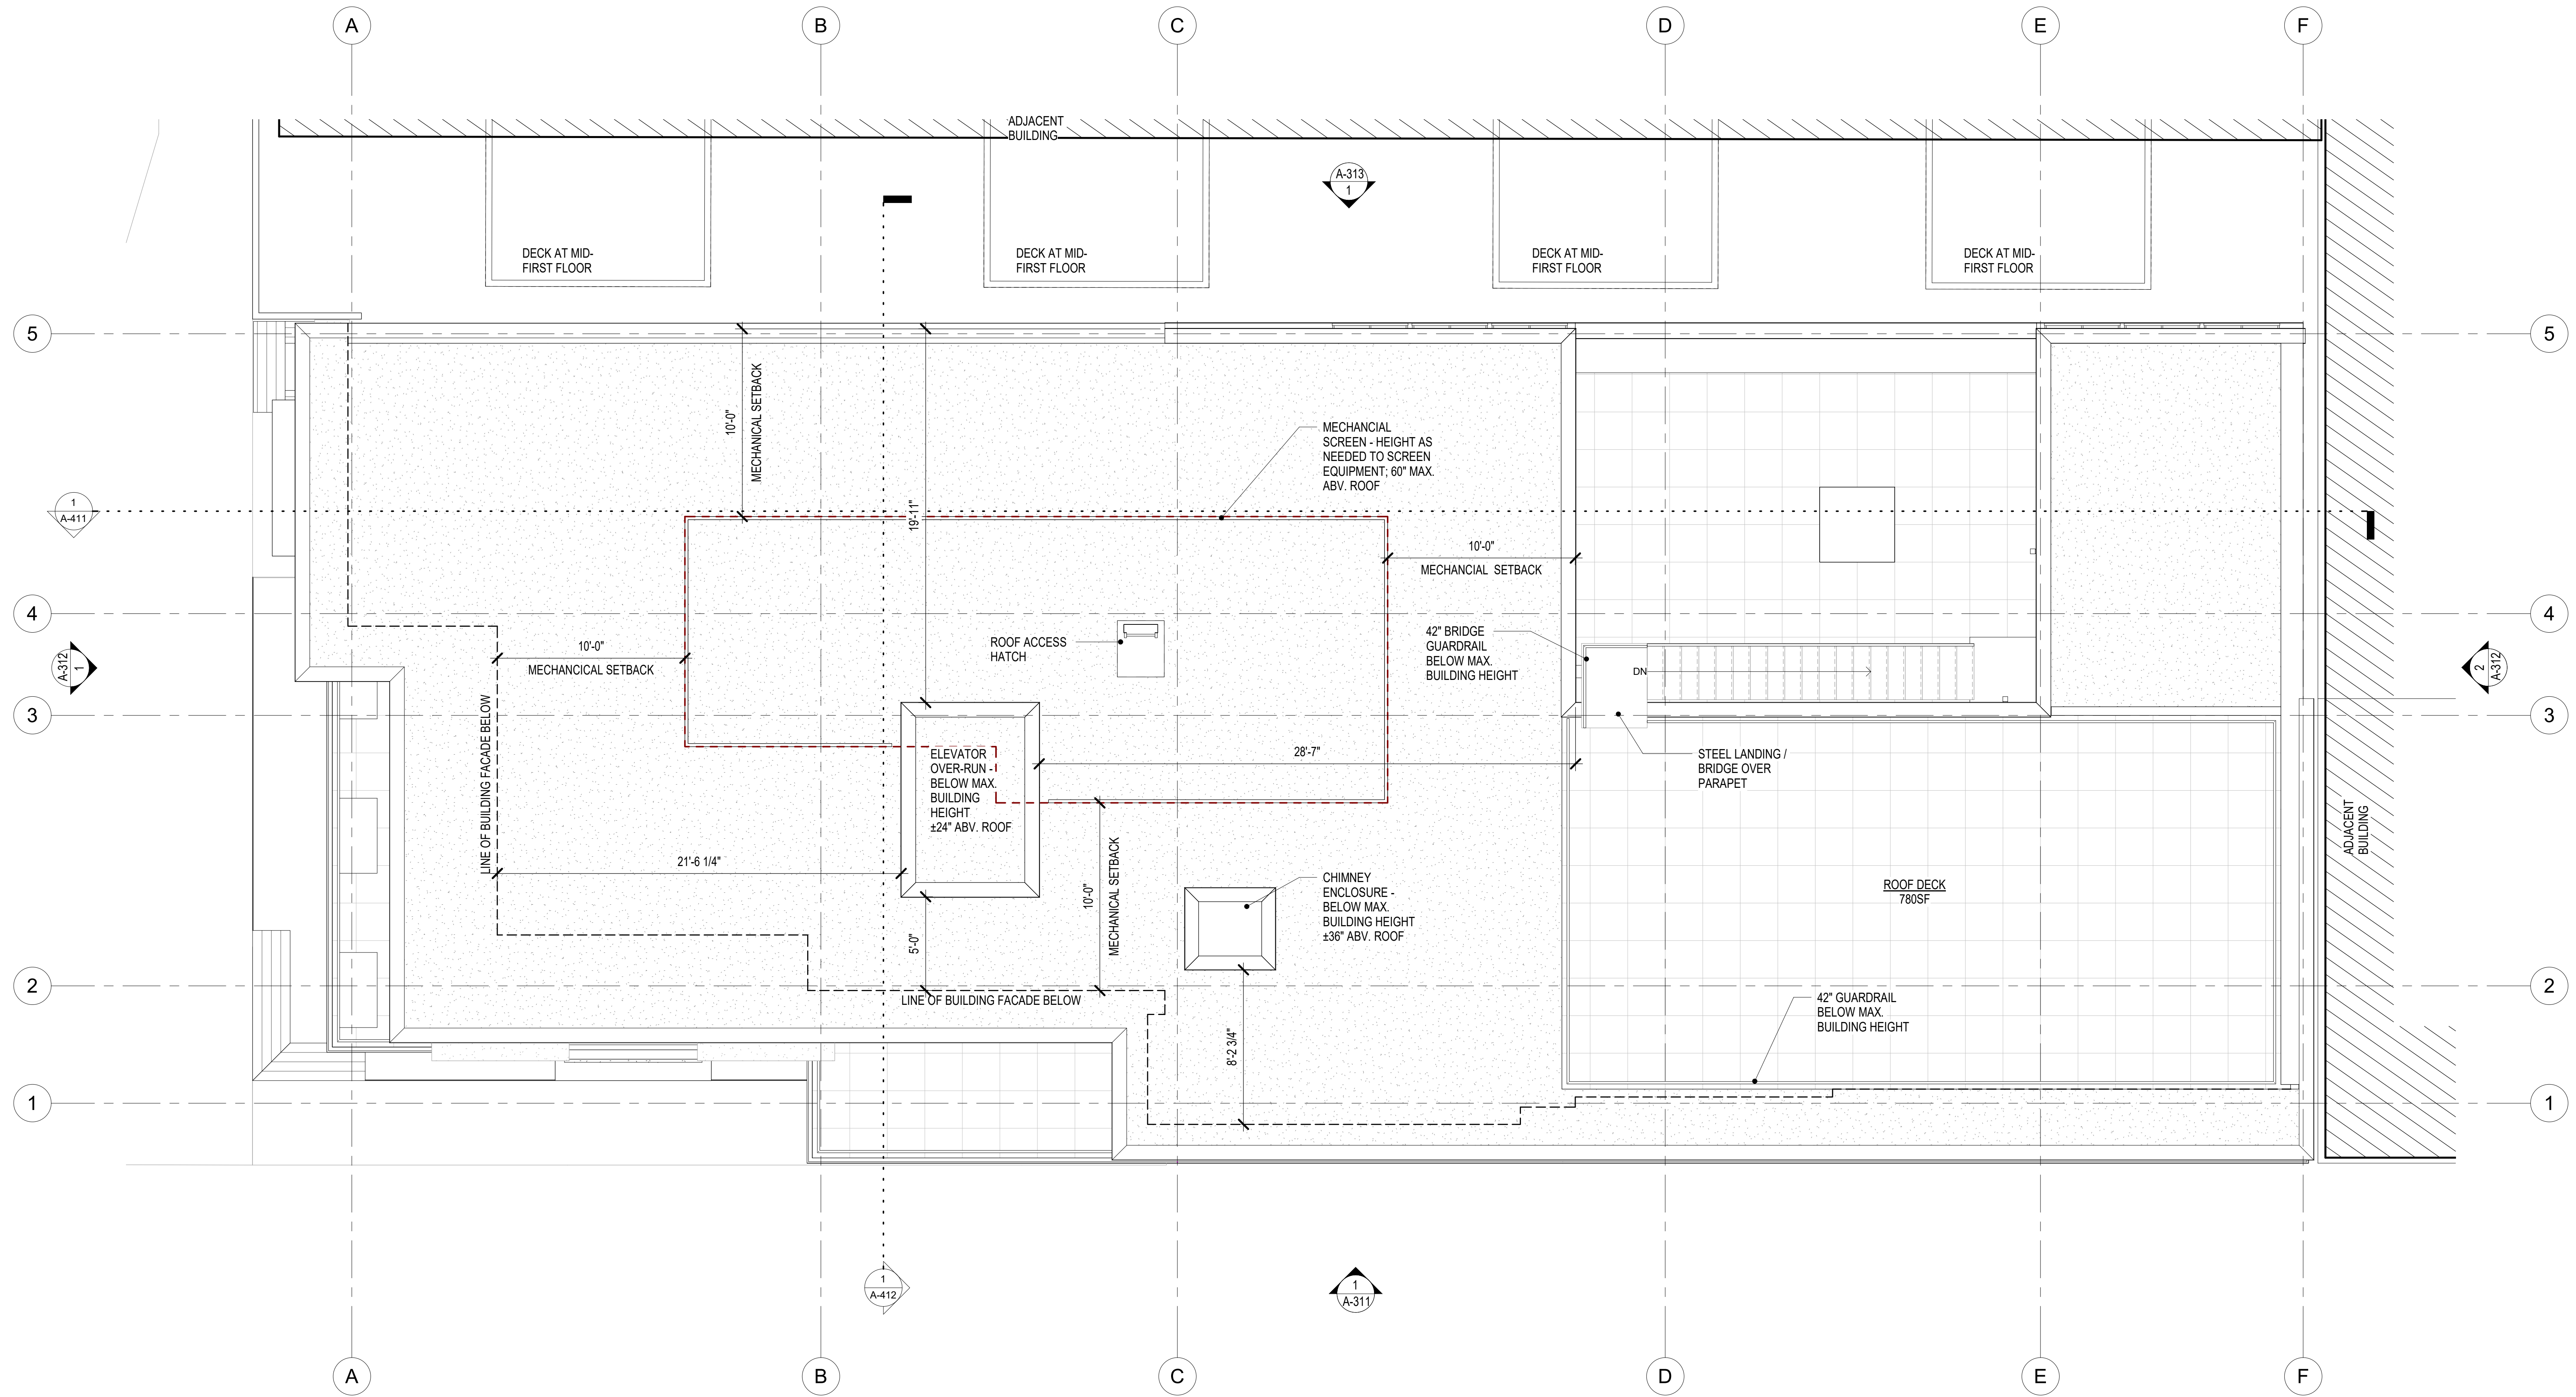 A
B
C
D
E
F
ADJACENT
BUILDING
A-313
1
DECK AT MID-
FIRST FLOOR
DECK AT MID-
FIRST FLOOR
DECK AT MID-
FIRST FLOOR
DECK AT MID-
FIRST FLOOR
5
5
10'-0"
MECHANICAL SETBACK
19'-11"
MECHANCIAL
SCREEN - HEIGHT AS
NEEDED TO SCREEN
EQUIPMENT; 60" MAX.
ABV. ROOF
1
A-411
10'-0"
MECHANCIAL SETBACK
4
4
10'-0"
MECHANCICAL SETBACK
ROOF ACCESS
HATCH
42" BRIDGE
GUARDRAIL
BELOW MAX.
BUILDING HEIGHT
DN
A-312
1
2
A-312
3
3
LINE OF BUILDING FACADE BELOW
ELEVATOR
OVER-RUN -
BELOW MAX.
BUILDING
HEIGHT
±24" ABV. ROOF
28'-7"
STEEL LANDING /
BRIDGE OVER
PARAPET
ADJACENT
BUILDING
21'-6 1/4"
10'-0"
MECHANICAL SETBACK
CHIMNEY
ENCLOSURE -
BELOW MAX.
BUILDING HEIGHT
±36" ABV. ROOF
ROOF DECK
780SF
5'-0"
2
2
LINE OF BUILDING FACADE BELOW
42" GUARDRAIL
BELOW MAX.
BUILDING HEIGHT
8'-2 3/4"
1
1
1
A-412
1
A-311
A
B
C
D
E
F